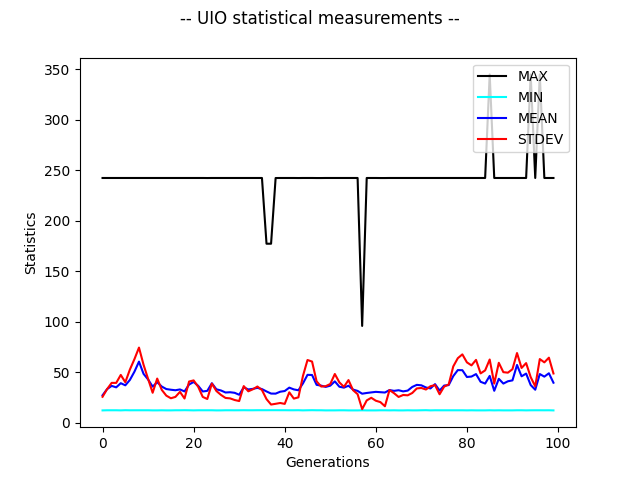 -- UIO statistical measurements --
350
300
250
200
150
100
50
0
Statistics
MAX
MIN
MEAN
STDEV
0 20 40 60 80 100
Generations